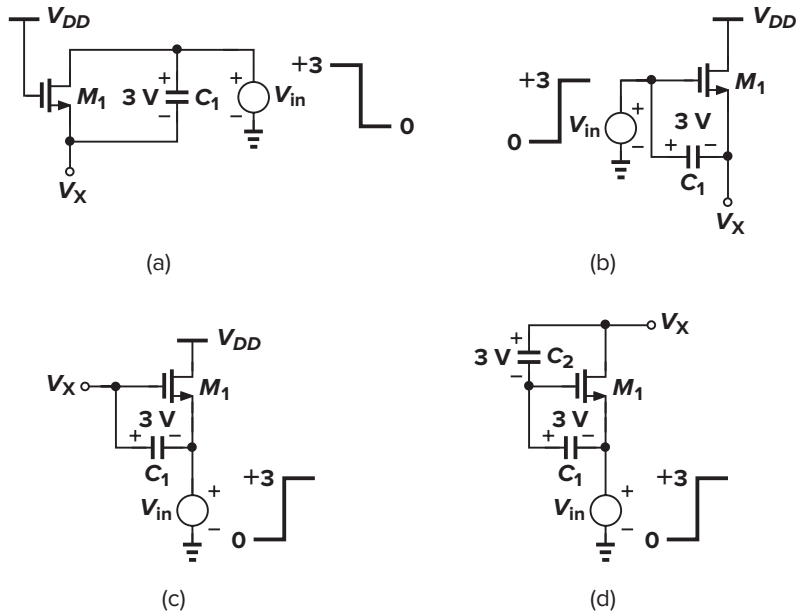 V_DD
M_1
+
3 V
−
C_1
+
V_in
−
+3
0
V_X
(a)
V_DD
+3
0
V_in
+
−
M_1
3 V
+
−
C_1
V_X
(b)
V_DD
V_X
M_1
3 V
+
−
C_1
V_in
+
−
+3
0
(c)
V_X
+
3 V
C_2
−
M_1
3 V
+
−
C_1
V_in
+
−
+3
0
(d)